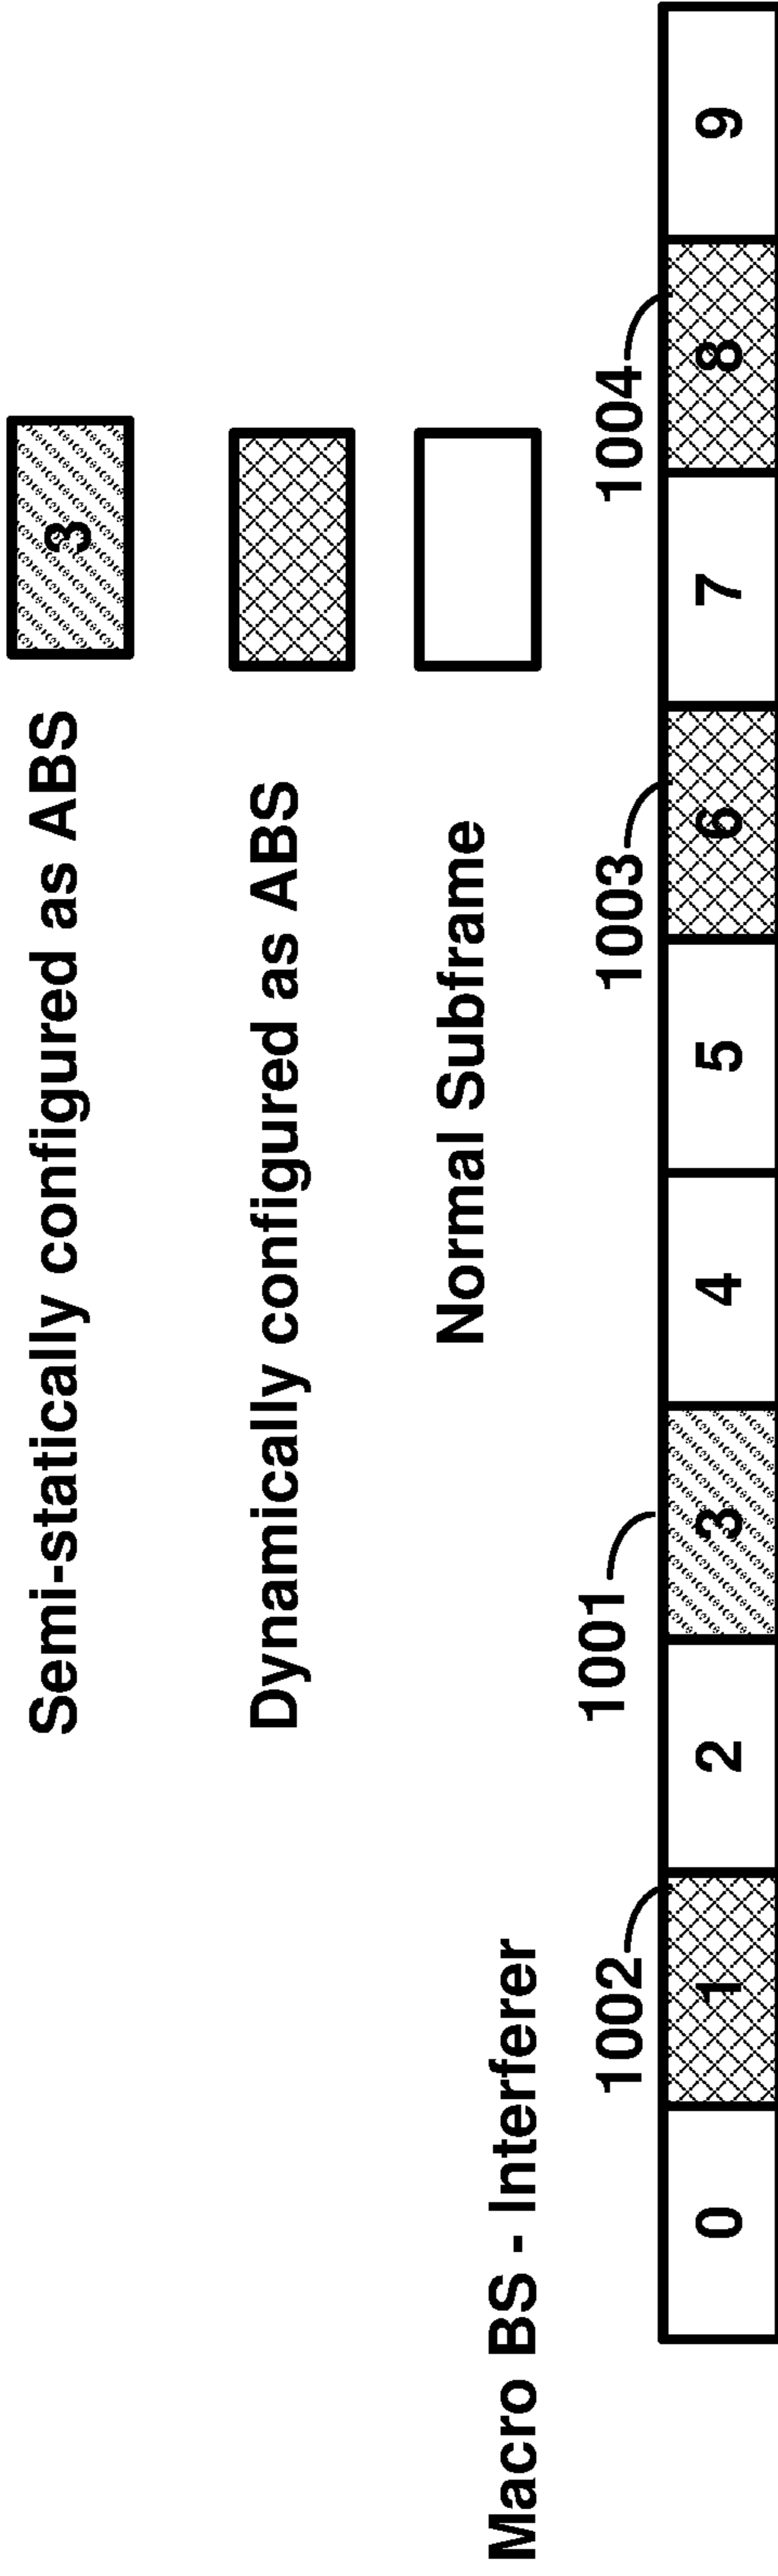 Semi-statically configured as ABS
3
Dynamically configured as ABS
Normal Subframe
Macro BS - Interferer
1002
1001
1003
1004
0 1 2 3 4 5 6 7 8 9